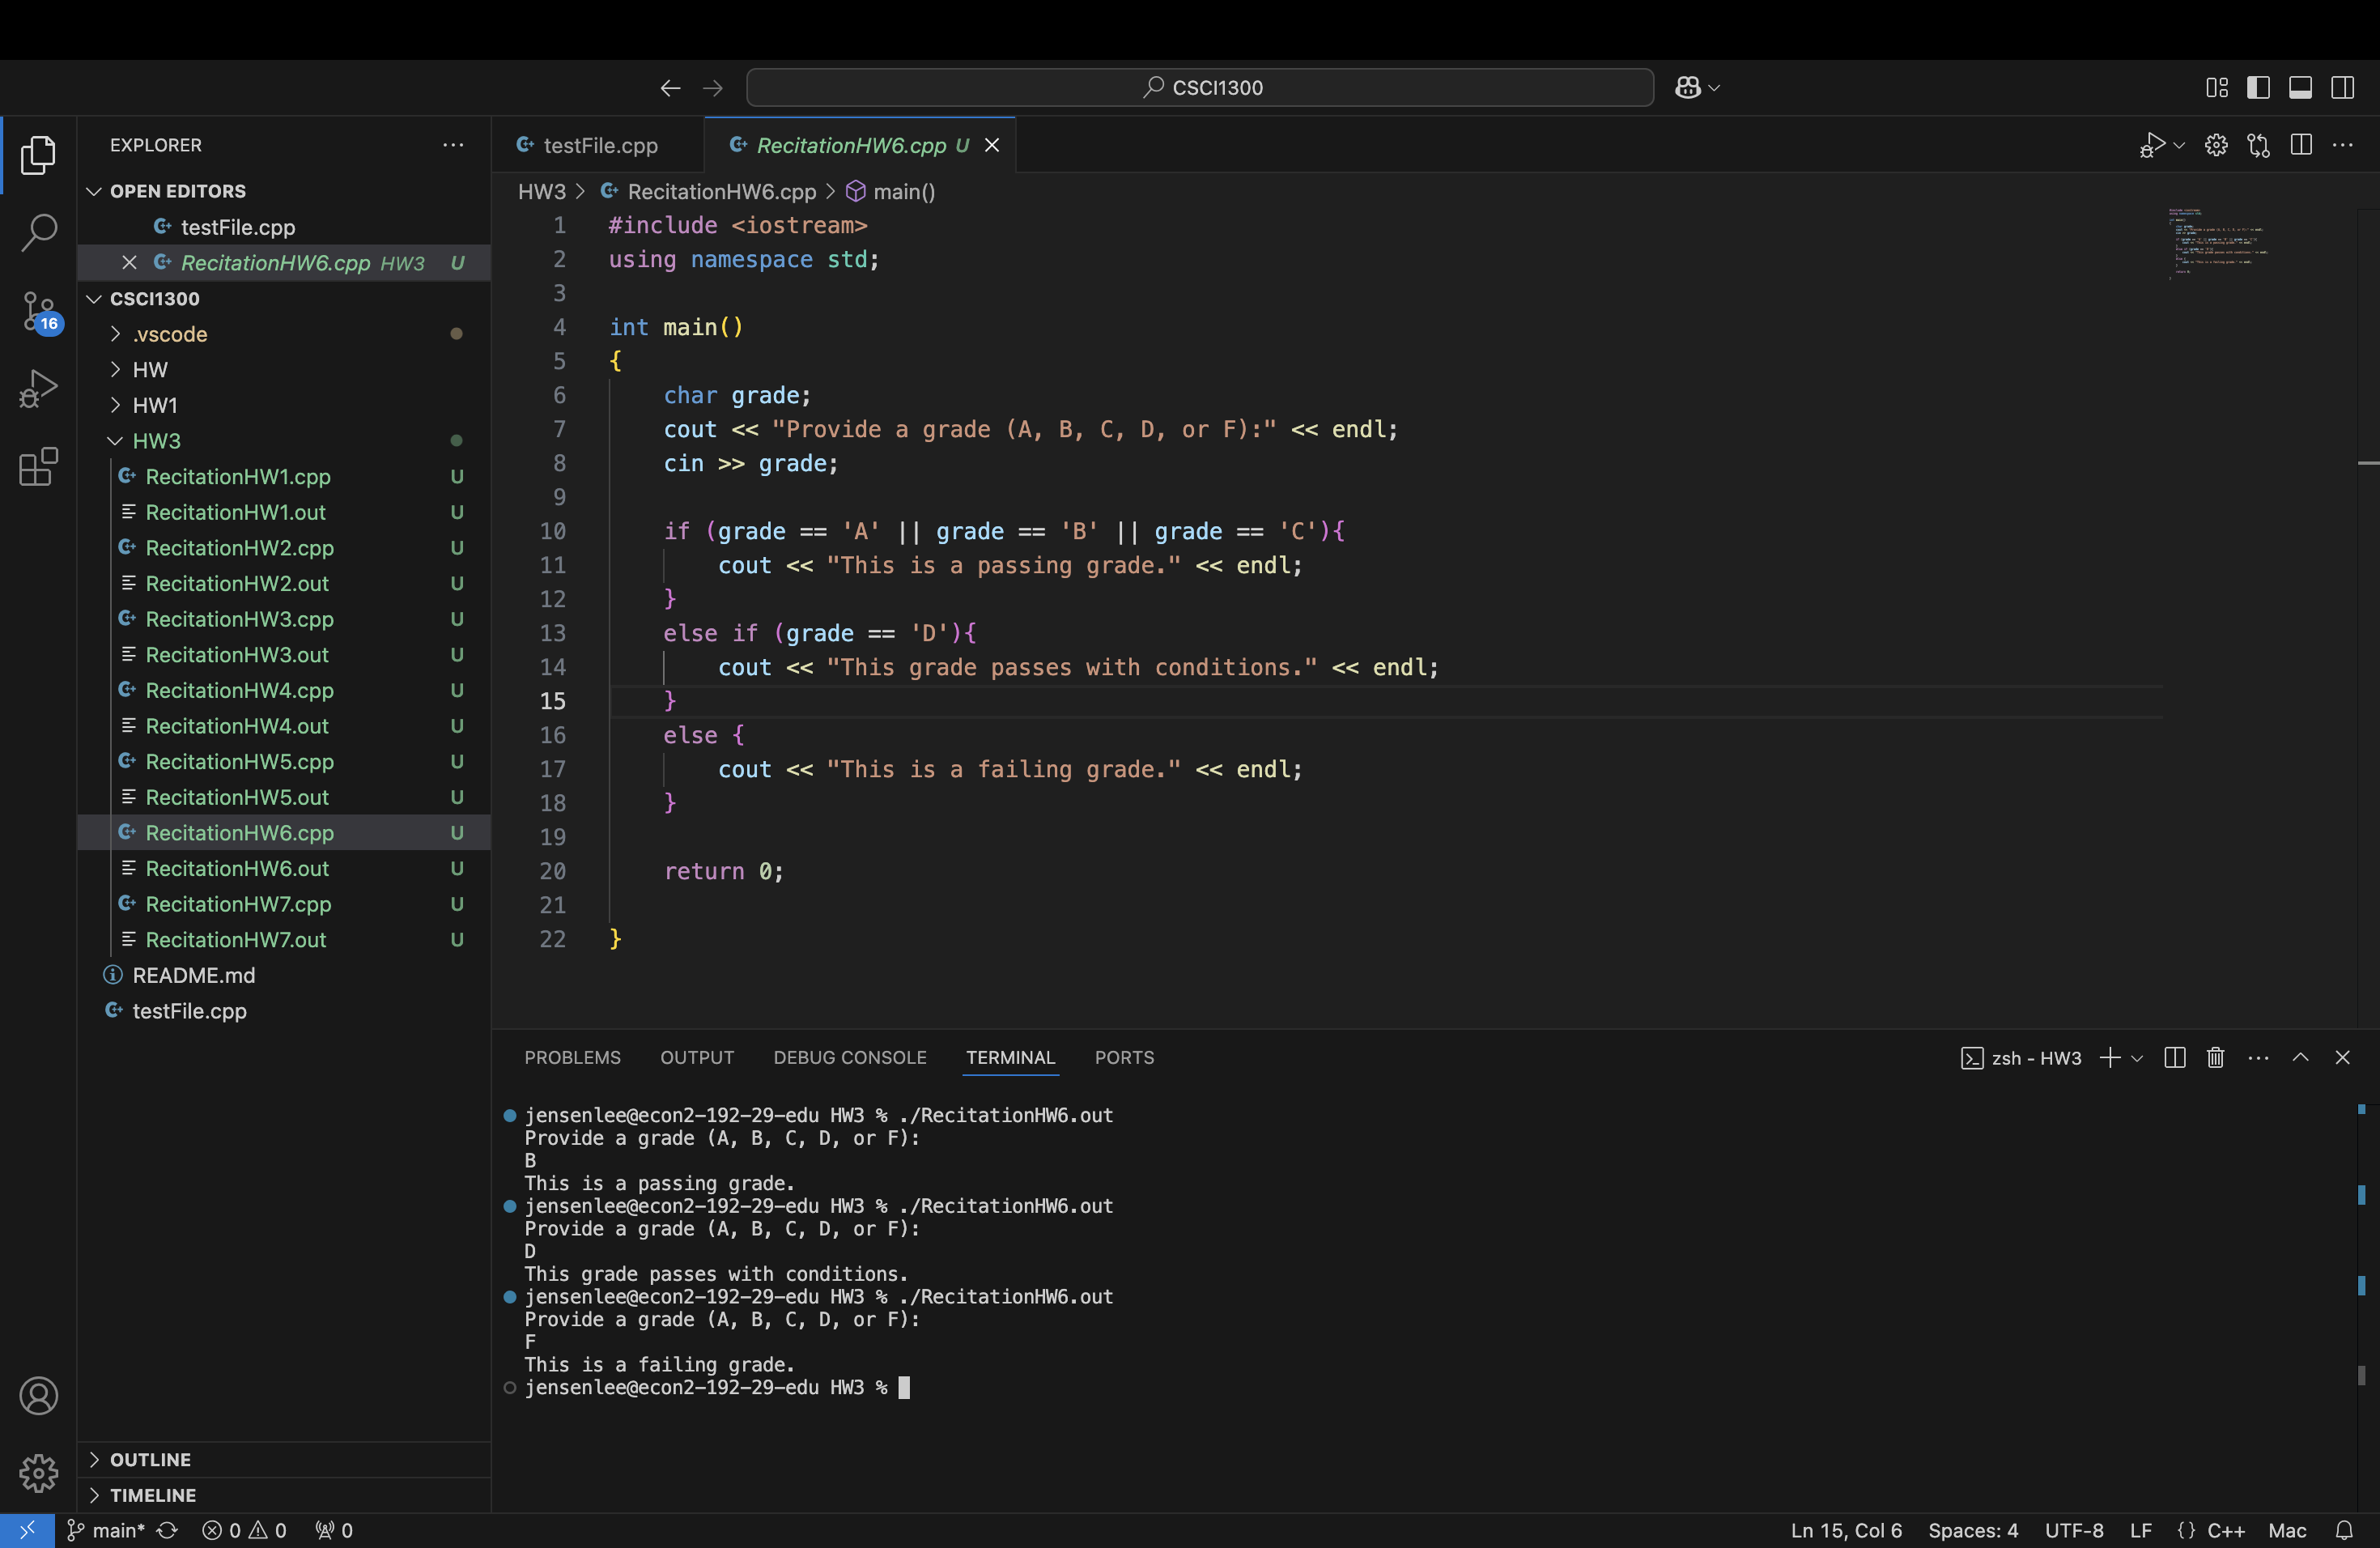 CSCI1300
EXPLORER
OPEN EDITORS
testFile.cpp
RecitationHW6.cpp HW3 U
CSCI1300
.vscode
HW
HW1
HW3
RecitationHW1.cpp U
RecitationHW1.out U
RecitationHW2.cpp U
RecitationHW2.out U
RecitationHW3.cpp U
RecitationHW3.out U
RecitationHW4.cpp U
RecitationHW4.out U
RecitationHW5.cpp U
RecitationHW5.out U
RecitationHW6.cpp U
RecitationHW6.out U
RecitationHW7.cpp U
RecitationHW7.out U
README.md
testFile.cpp
OUTLINE
TIMELINE
16
testFile.cpp RecitationHW6.cpp U
HW3 > RecitationHW6.cpp > main()
1 #include <iostream>
2 using namespace std;
3
4 int main()
5 {
6 char grade;
7 cout << "Provide a grade (A, B, C, D, or F):" << endl;
8 cin >> grade;
9
10 if (grade == 'A' || grade == 'B' || grade == 'C'){
11 cout << "This is a passing grade." << endl;
12 }
13 else if (grade == 'D'){
14 cout << "This grade passes with conditions." << endl;
15 }
16 else {
17 cout << "This is a failing grade." << endl;
18 }
19
20 return 0;
21
22 }
PROBLEMS OUTPUT DEBUG CONSOLE TERMINAL PORTS
zsh - HW3
jensenlee@econ2-192-29-edu HW3 % ./RecitationHW6.out
Provide a grade (A, B, C, D, or F):
B
This is a passing grade.
jensenlee@econ2-192-29-edu HW3 % ./RecitationHW6.out
Provide a grade (A, B, C, D, or F):
D
This grade passes with conditions.
jensenlee@econ2-192-29-edu HW3 % ./RecitationHW6.out
Provide a grade (A, B, C, D, or F):
F
This is a failing grade.
jensenlee@econ2-192-29-edu HW3 %
main* 0 0 0
Ln 15, Col 6 Spaces: 4 UTF-8 LF {} C++ Mac